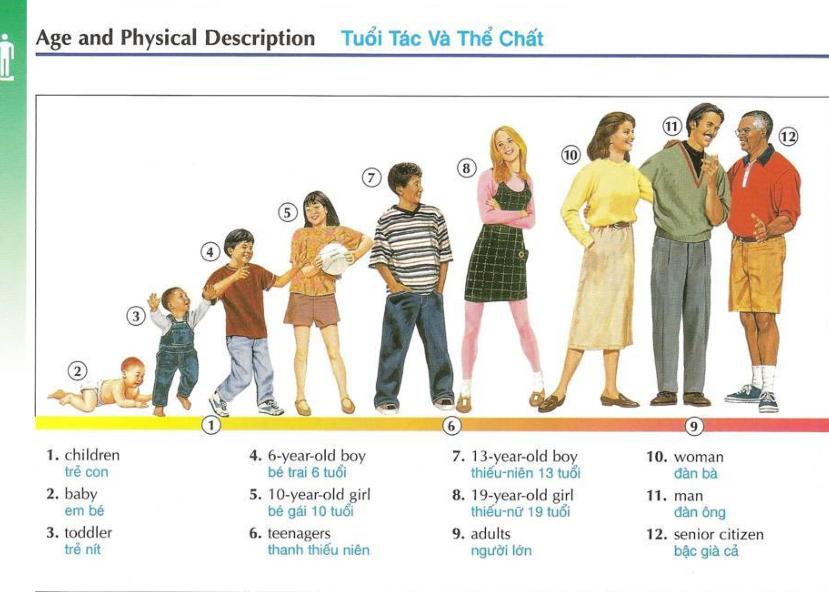 Age and Physical Description Tuổi Tác Và Thể Chất
11
12
10
8
7
5
4
3
2
1
6
9
1. children
trẻ con
2. baby
em bé
3. toddler
trẻ nít
4. 6-year-old boy
bé trai 6 tuổi
5. 10-year-old girl
bé gái 10 tuổi
6. teenagers
thanh thiếu niên
7. 13-year-old boy
thiếu-niên 13 tuổi
8. 19-year-old girl
thiếu-nữ 19 tuổi
9. adults
người lớn
10. woman
đàn bà
11. man
đàn ông
12. senior citizen
bậc già cả